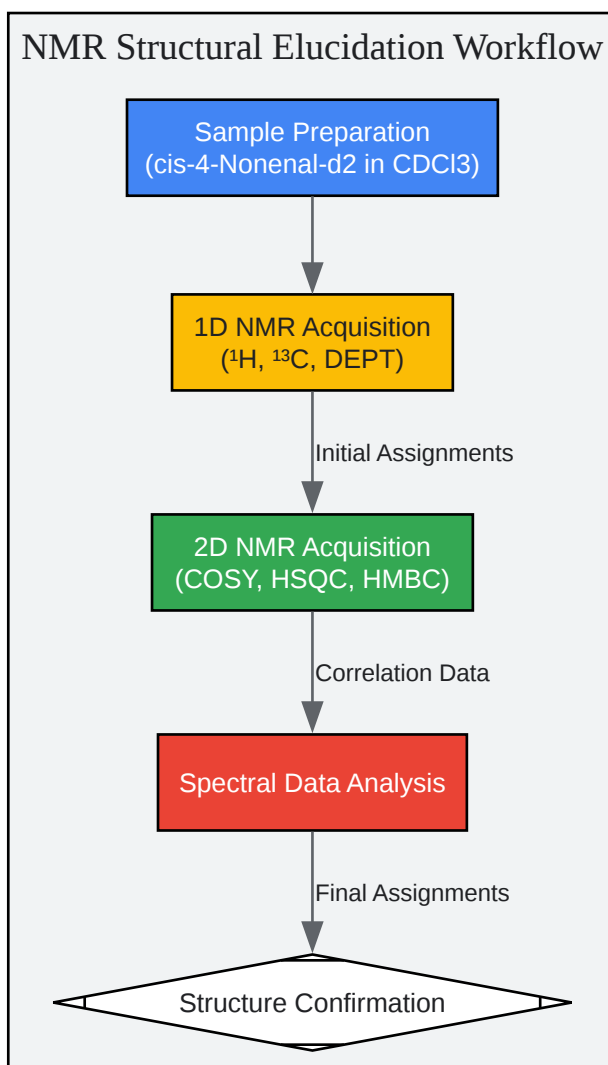 NMR Structural Elucidation Workflow
Sample Preparation
(cis-4-Nonenal-d2 in CDCl3)
1D NMR Acquisition
(¹H, ¹³C, DEPT)
Initial Assignments
2D NMR Acquisition
(COSY, HSQC, HMBC)
Correlation Data
Spectral Data Analysis
Final Assignments
Structure Confirmation